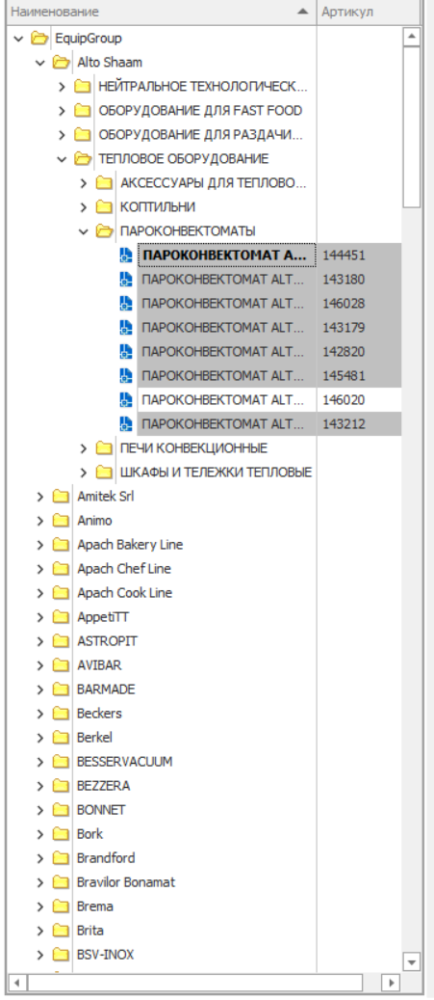 Наименование Артикул
EquipGroup
Alto Shaam
НЕЙТРАЛЬНОЕ ТЕХНОЛОГИЧЕСК...
ОБОРУДОВАНИЕ ДЛЯ FAST FOOD
ОБОРУДОВАНИЕ ДЛЯ РАЗДАЧИ...
ТЕПЛОВОЕ ОБОРУДОВАНИЕ
АКСЕССУАРЫ ДЛЯ ТЕПЛОВО...
КОПТИЛЬНИ
ПАРОКОНВЕКТОМАТЫ
ПАРОКОНВЕКТОМАТ A... 144451
ПАРОКОНВЕКТОМАТ ALT... 143180
ПАРОКОНВЕКТОМАТ ALT... 146028
ПАРОКОНВЕКТОМАТ ALT... 143179
ПАРОКОНВЕКТОМАТ ALT... 142820
ПАРОКОНВЕКТОМАТ ALT... 145481
ПАРОКОНВЕКТОМАТ ALT... 146020
ПАРОКОНВЕКТОМАТ ALT... 143212
ПЕЧИ КОНВЕКЦИОННЫЕ
ШКАФЫ И ТЕЛЕЖКИ ТЕПЛОВЫЕ
Amitek Srl
Animo
Apach Bakery Line
Apach Chef Line
Apach Cook Line
AppetiTT
ASTROPIT
AVIBAR
BARMADE
Beckers
Berkel
BESSERVACUUM
BEZZERA
BONNET
Bork
Brandford
Bravilor Bonamat
Brema
Brita
BSV-INOX